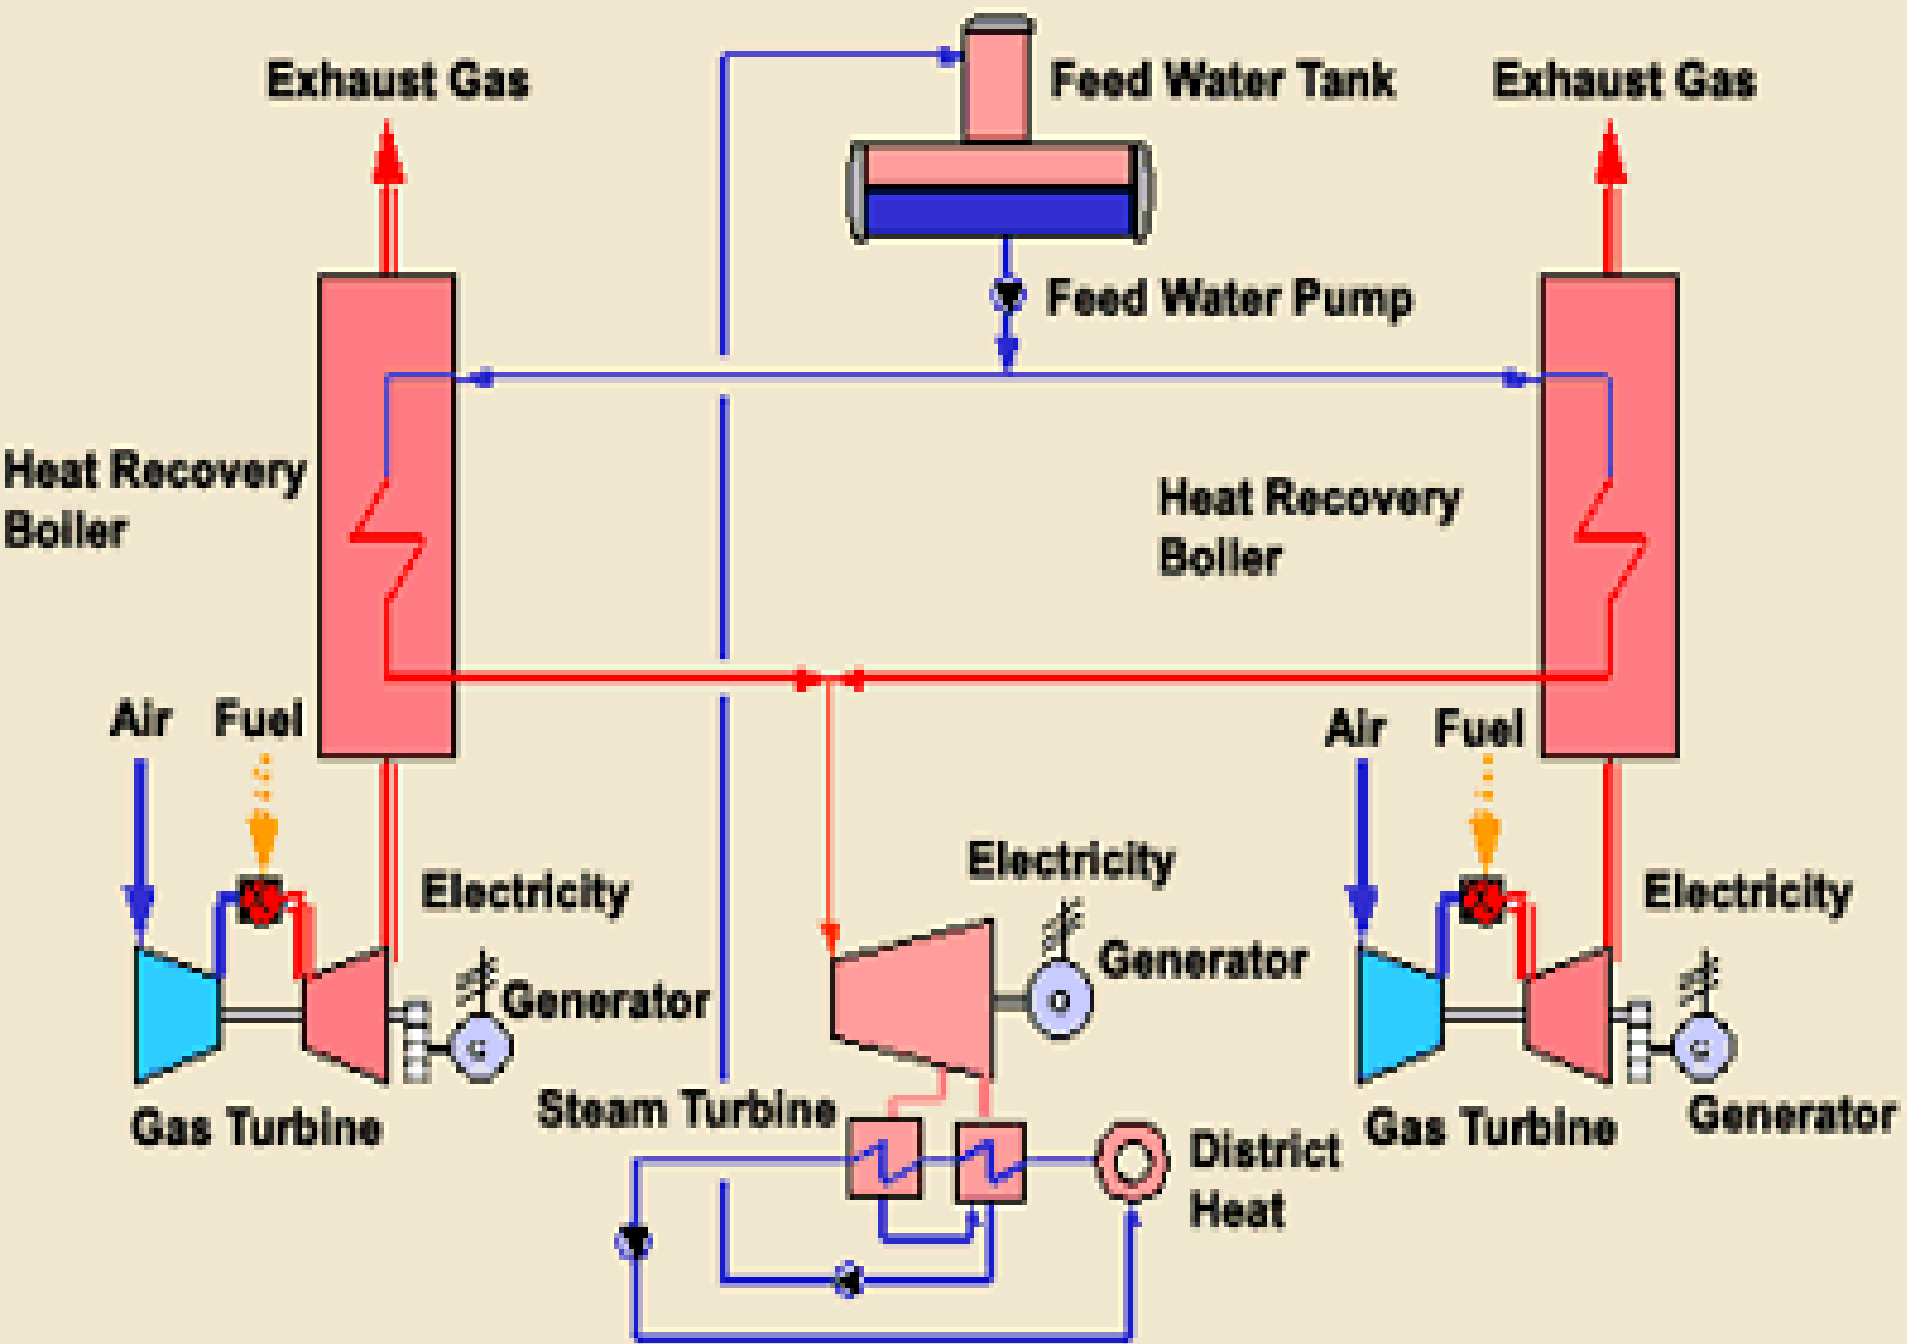 Exhaust Gas
Feed Water Tank
Exhaust Gas
Feed Water Pump
Heat Recovery
Boiler
Heat Recovery
Boiler
Air
Fuel
Air
Fuel
Electricity
Electricity
Electricity
Generator
Generator
G
G
G
Gas Turbine
Steam Turbine
Gas Turbine
Generator
District
Heat